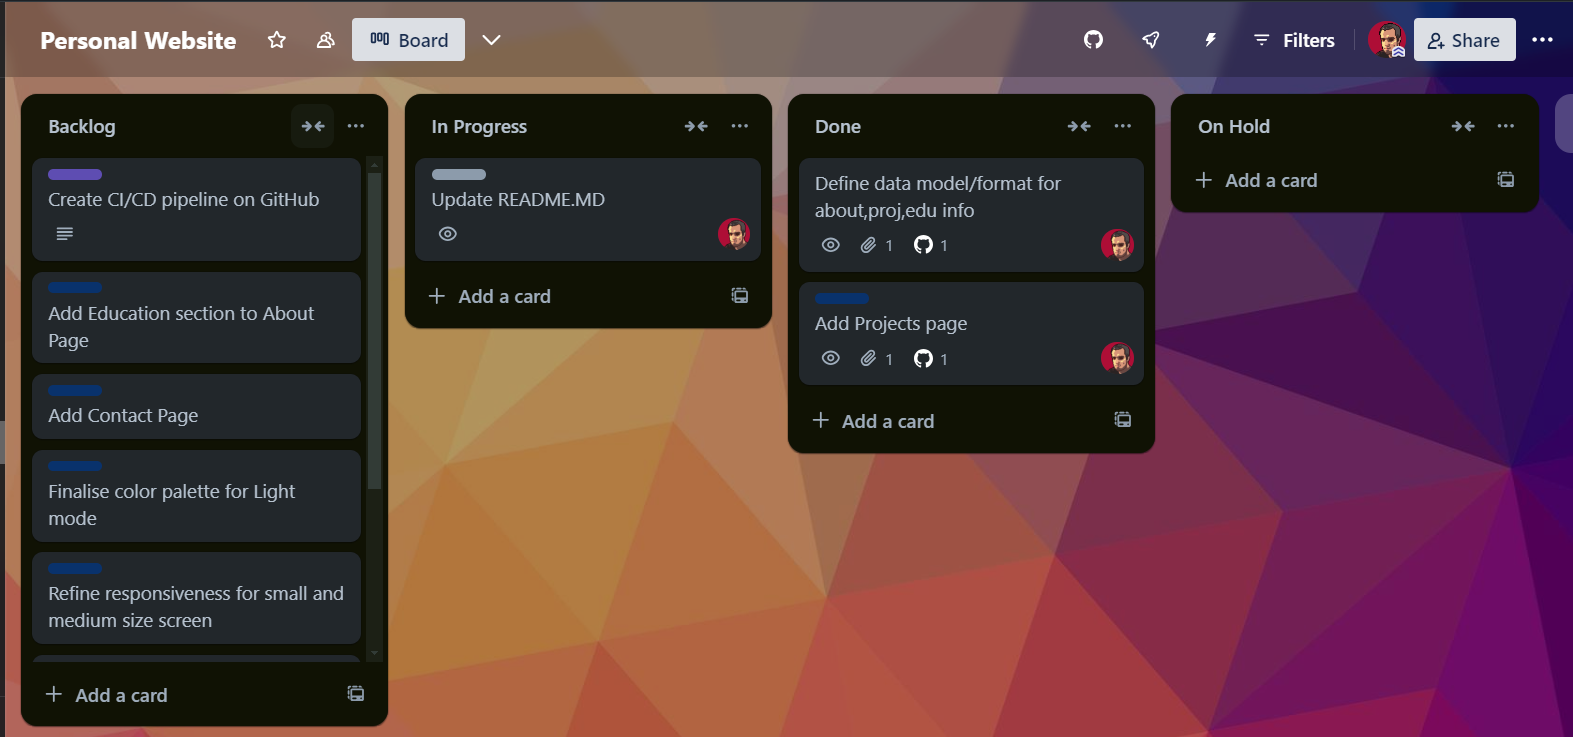 Personal Website
Board
Filters
Share
Backlog
Create CI/CD pipeline on GitHub
Add Education section to About
Page
Add Contact Page
Finalise color palette for Light
mode
Refine responsiveness for small and
medium size screen
Add a card
In Progress
Update README.MD
Add a card
Done
Define data model/format for
about,proj,edu info
1 1
Add Projects page
1 1
Add a card
On Hold
Add a card